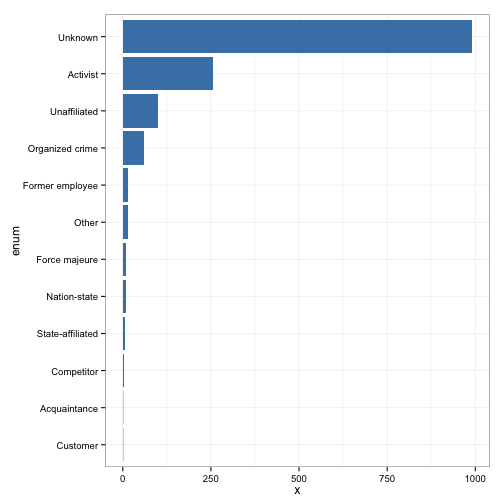 Unknown
Activist
Unaffiliated
Organized crime
Former employee
Other
Force majeure
Nation-state
State-affiliated
Competitor
Acquaintance
Customer
enum
0 250 500 750 1000
x